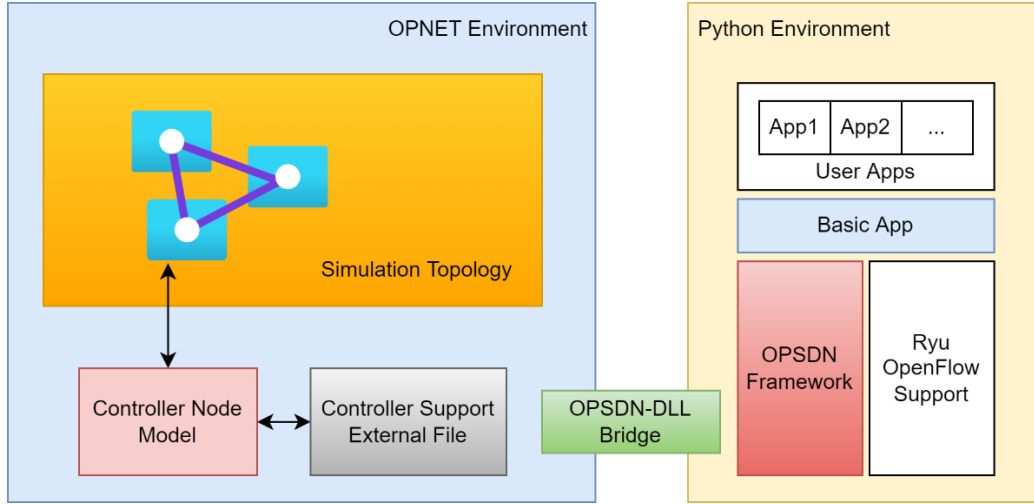 OPNET Environment
Simulation Topology
Controller Node
Model
Controller Support
External File
OPSDN-DLL
Bridge
Python Environment
App1 App2 ...
User Apps
Basic App
OPSDN
Framework
Ryu
OpenFlow
Support